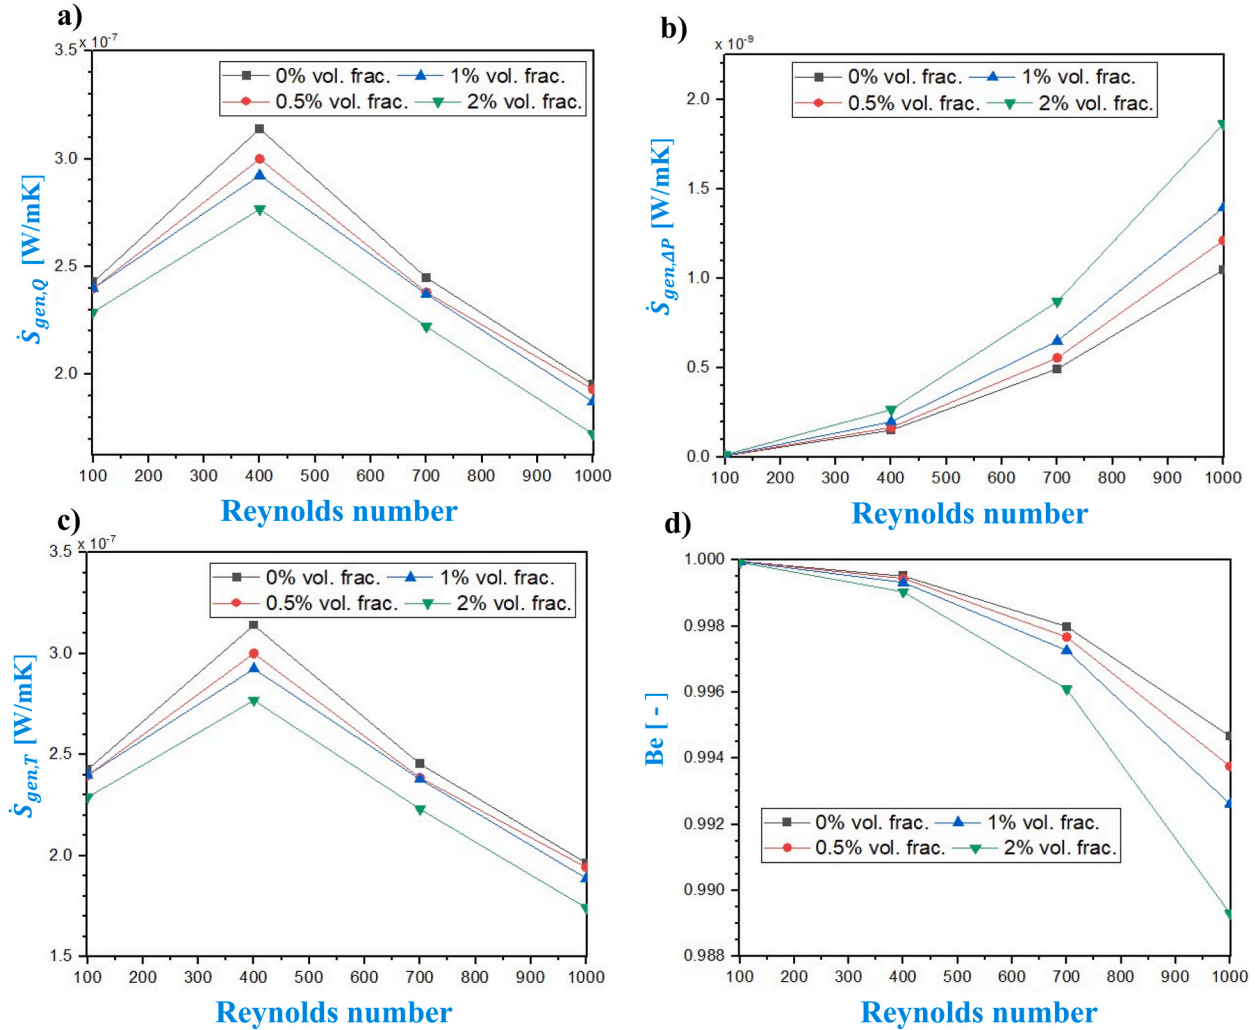 a)
x 10⁻⁷
3.5
3.0
2.5
2.0
0% vol. frac. 1% vol. frac.
0.5% vol. frac. 2% vol. frac.
Ṡgen,Q [W/mK]
100 200 300 400 500 600 700 800 900 1000
Reynolds number
b)
x 10⁻⁹
2.0
1.5
1.0
0.5
0.0
0% vol. frac. 1% vol. frac.
0.5% vol. frac. 2% vol. frac.
Ṡgen,ΔP [W/mK]
100 200 300 400 500 600 700 800 900 1000
Reynolds number
c)
x 10⁻⁷
3.5
3.0
2.5
2.0
1.5
0% vol. frac. 1% vol. frac.
0.5% vol. frac. 2% vol. frac.
Ṡgen,T [W/mK]
100 200 300 400 500 600 700 800 900 1000
Reynolds number
d)
1.000
0.998
0.996
0.994
0.992
0.990
0.988
0% vol. frac. 1% vol. frac.
0.5% vol. frac. 2% vol. frac.
Be [ - ]
100 200 300 400 500 600 700 800 900 1000
Reynolds number